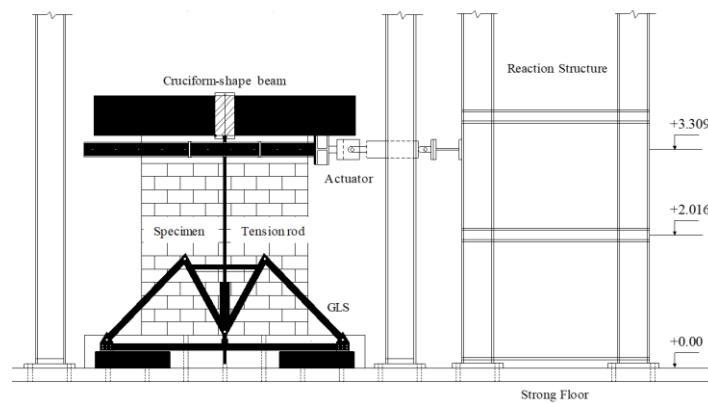 Cruciform-shape beam
Reaction Structure
+3.309
Actuator
+2.016
Specimen
Tension rod
GLS
+0.00
Strong Floor